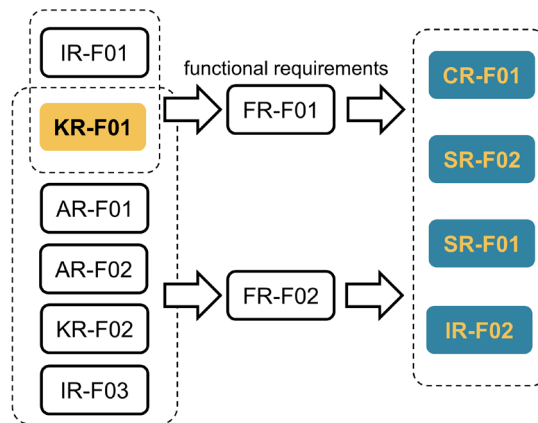 IR-F01
KR-F01
AR-F01
AR-F02
KR-F02
IR-F03
functional requirements
FR-F01
FR-F02
CR-F01
SR-F02
SR-F01
IR-F02